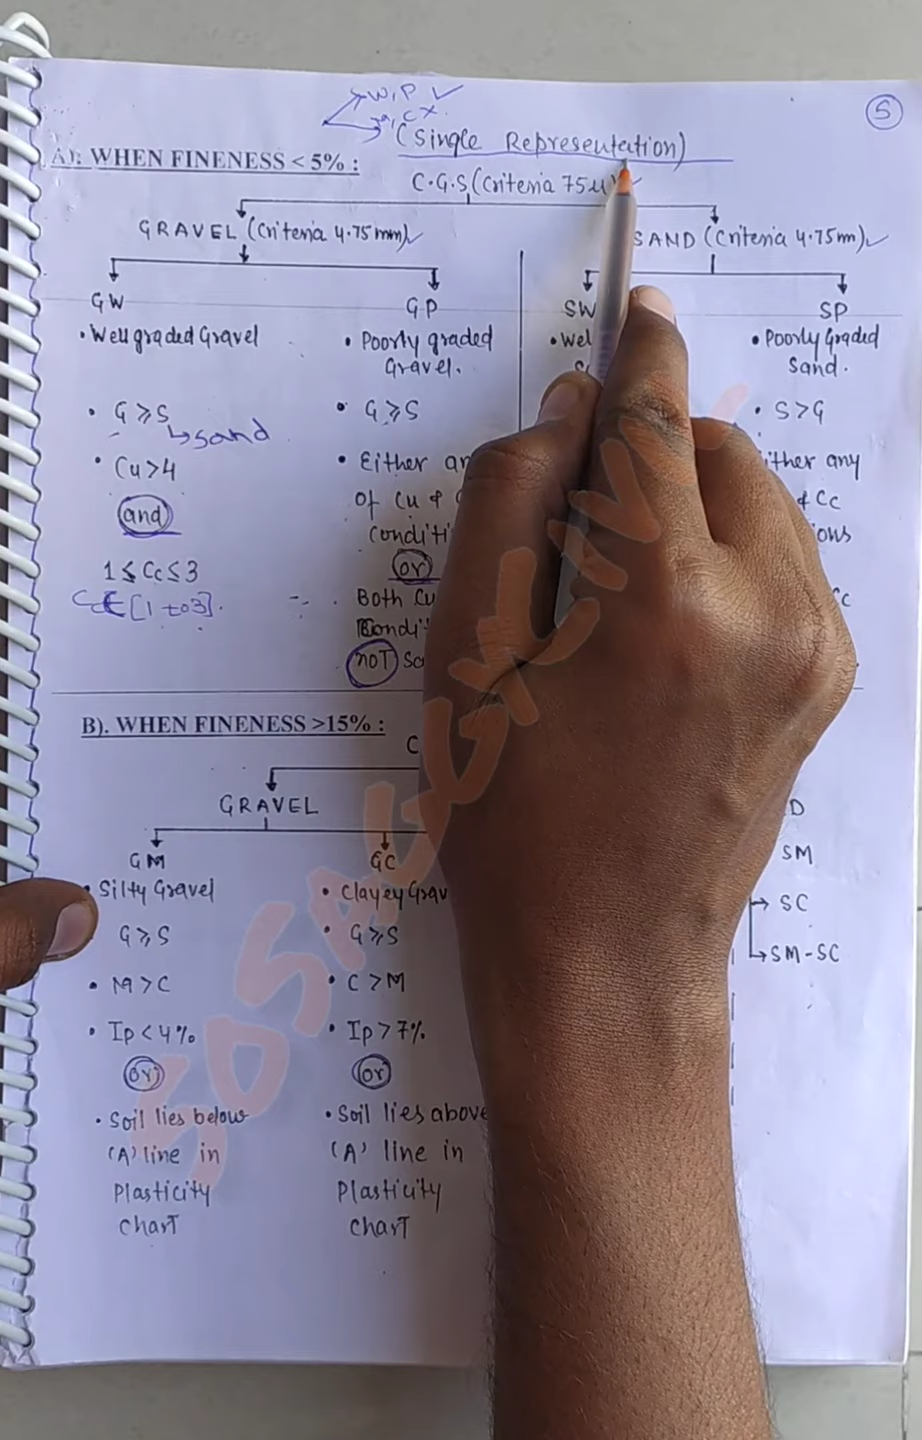 W, P ✓
M, C X.
5
(Single Representation)
A). WHEN FINENESS < 5% :
C.G.S (Criteria 75μ) ✓
GRAVEL (Criteria 4.75mm) ✓
SAND (Criteria 4.75m) ✓
GW
• Well graded Gravel
• G ≥ S
↳ sand
• Cu > 4
and
1 ≤ Cc ≤ 3
Cc ∈ [1 to 3].
GP
• Poorly graded
Gravel.
• G ≥ S
• Either
of Cu &
Conditi
or
Both Cu
Condit
not
SW
• Wel
SP
• Poorly Graded
Sand.
• S > G
ither any
& Cc
ons
B). WHEN FINENESS >15% :
C
GRAVEL
GM
• Silty Gravel
G ≥ S
• M > C
• Ip < 4%
or
• Soil lies below
(A) line in
Plasticity
chart
GC
• Clayey Grav
• G ≥ S
• C > M
• Ip > 7%
or
• Soil lies above
(A) line in
Plasticity
chart
D
SM
→ SC
↳ SM-SC